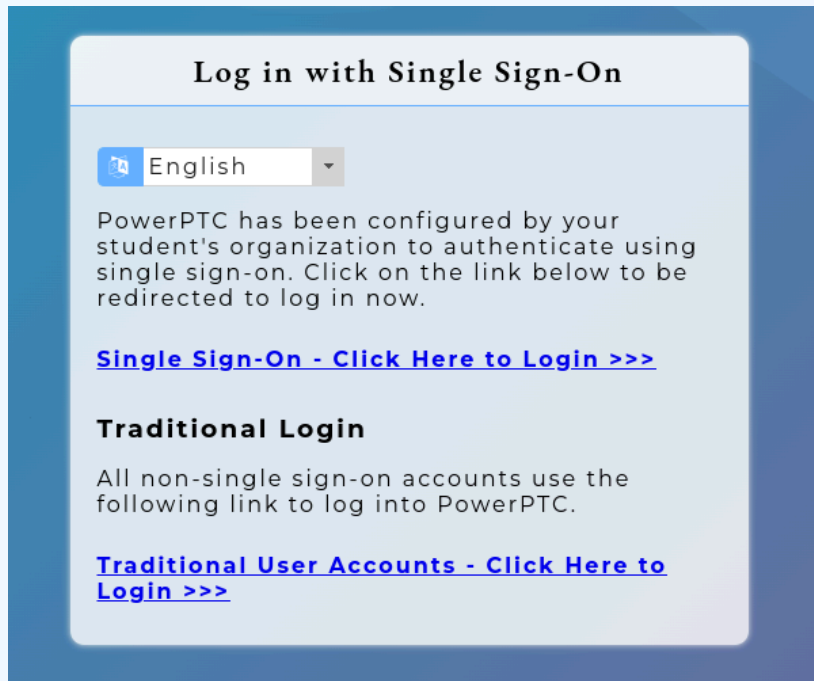 Log in with Single Sign-On
English
PowerPTC has been configured by your
student's organization to authenticate using
single sign-on. Click on the link below to be
redirected to log in now.
Single Sign-On - Click Here to Login >>>
Traditional Login
All non-single sign-on accounts use the
following link to log into PowerPTC.
Traditional User Accounts - Click Here to
Login >>>